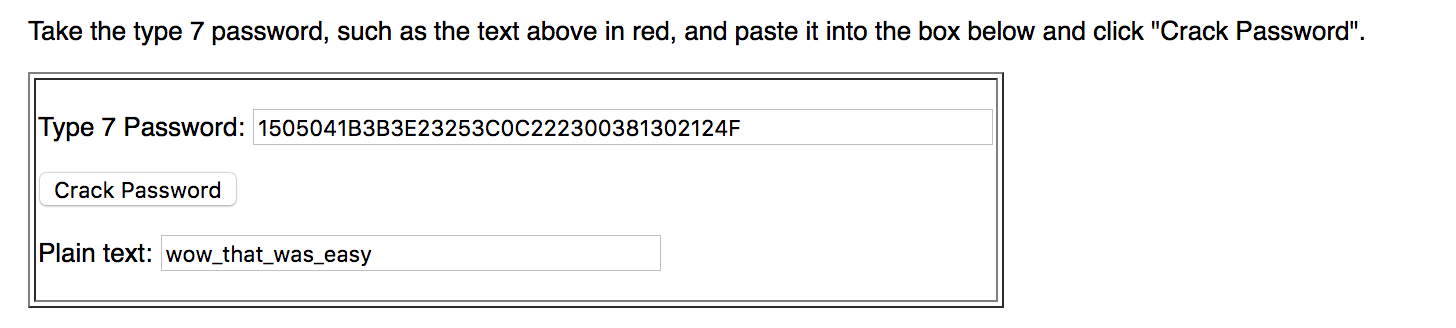 Take the type 7 password, such as the text above in red, and paste it into the box below and click "Crack Password".
Type 7 Password: 1505041B3B3E23253C0C222300381302124F
Crack Password
Plain text: wow_that_was_easy